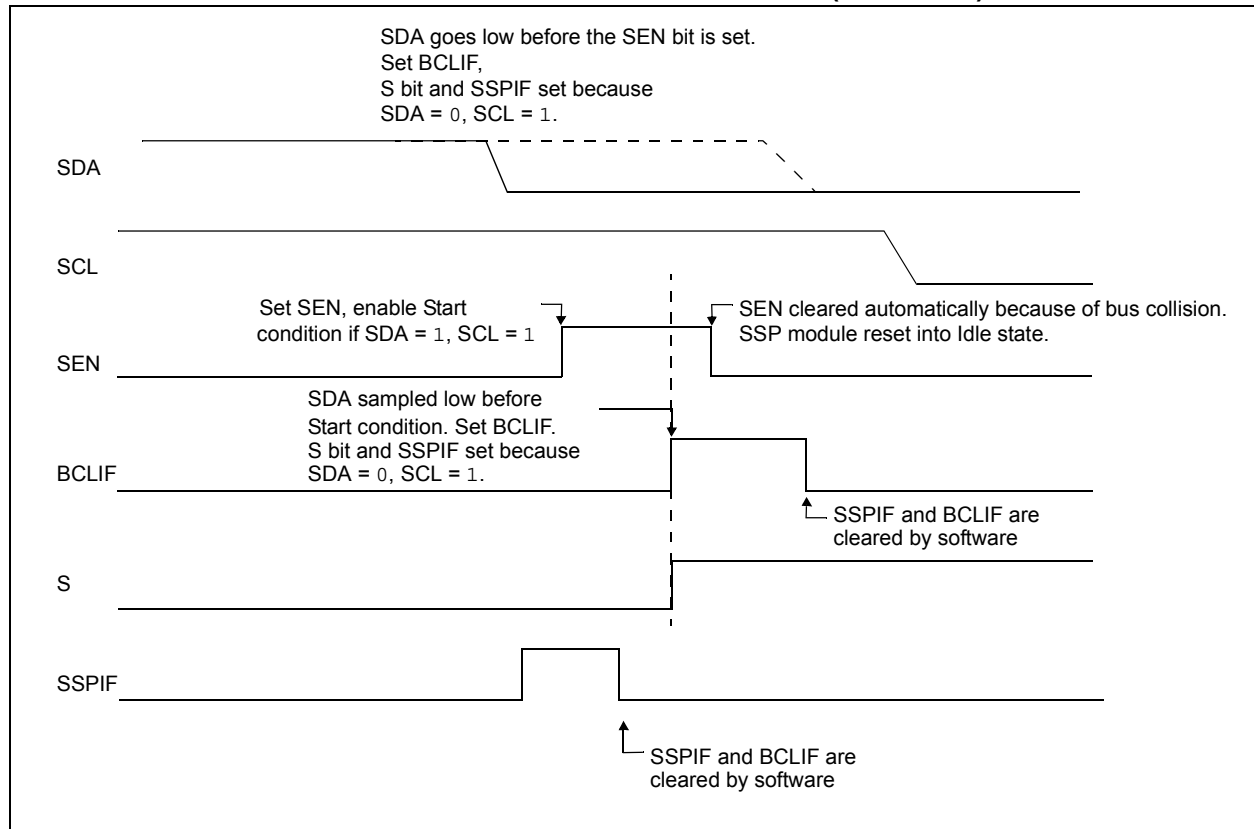 SDA goes low before the SEN bit is set.
Set BCLIF,
S bit and SSPIF set because
SDA = 0, SCL = 1.
SDA
SCL
Set SEN, enable Start
condition if SDA = 1, SCL = 1
SEN cleared automatically because of bus collision.
SSP module reset into Idle state.
SEN
SDA sampled low before
Start condition. Set BCLIF.
S bit and SSPIF set because
SDA = 0, SCL = 1.
BCLIF
SSPIF and BCLIF are
cleared by software
S
SSPIF
SSPIF and BCLIF are
cleared by software